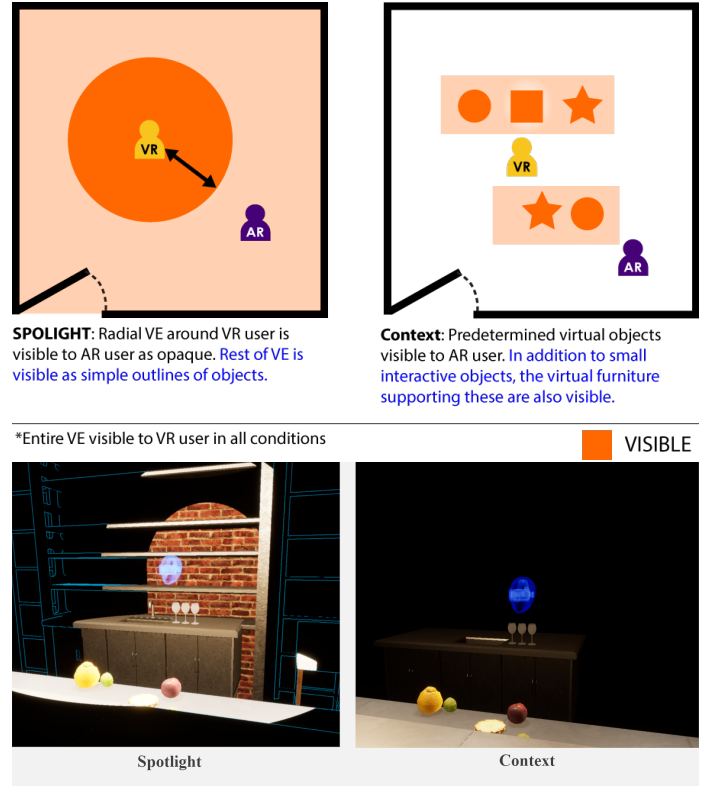 VR
AR
SPOLIGHT: Radial VE around VR user is
visible to AR user as opaque. Rest of VE is
visible as simple outlines of objects.
VR
AR
Context: Predetermined virtual objects
visible to AR user. In addition to small
interactive objects, the virtual furniture
supporting these are also visible.
*Entire VE visible to VR user in all conditions
VISIBLE
Spotlight
Context